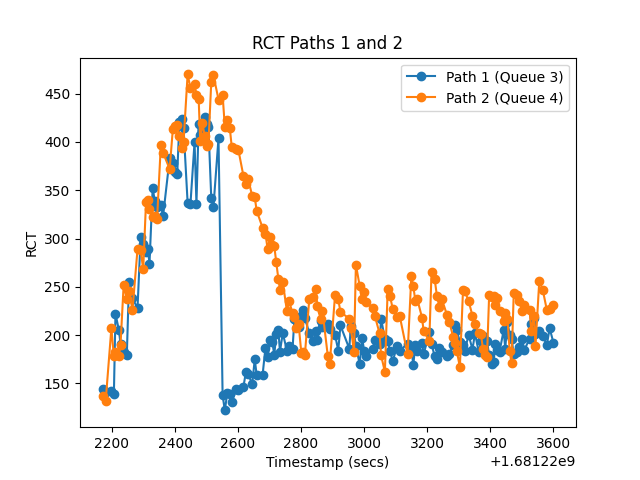 RCT Paths 1 and 2
Path 1 (Queue 3)
Path 2 (Queue 4)
450
400
350
300
250
200
150
RCT
2200 2400 2600 2800 3000 3200 3400 3600
Timestamp (secs)
+1.68122e9